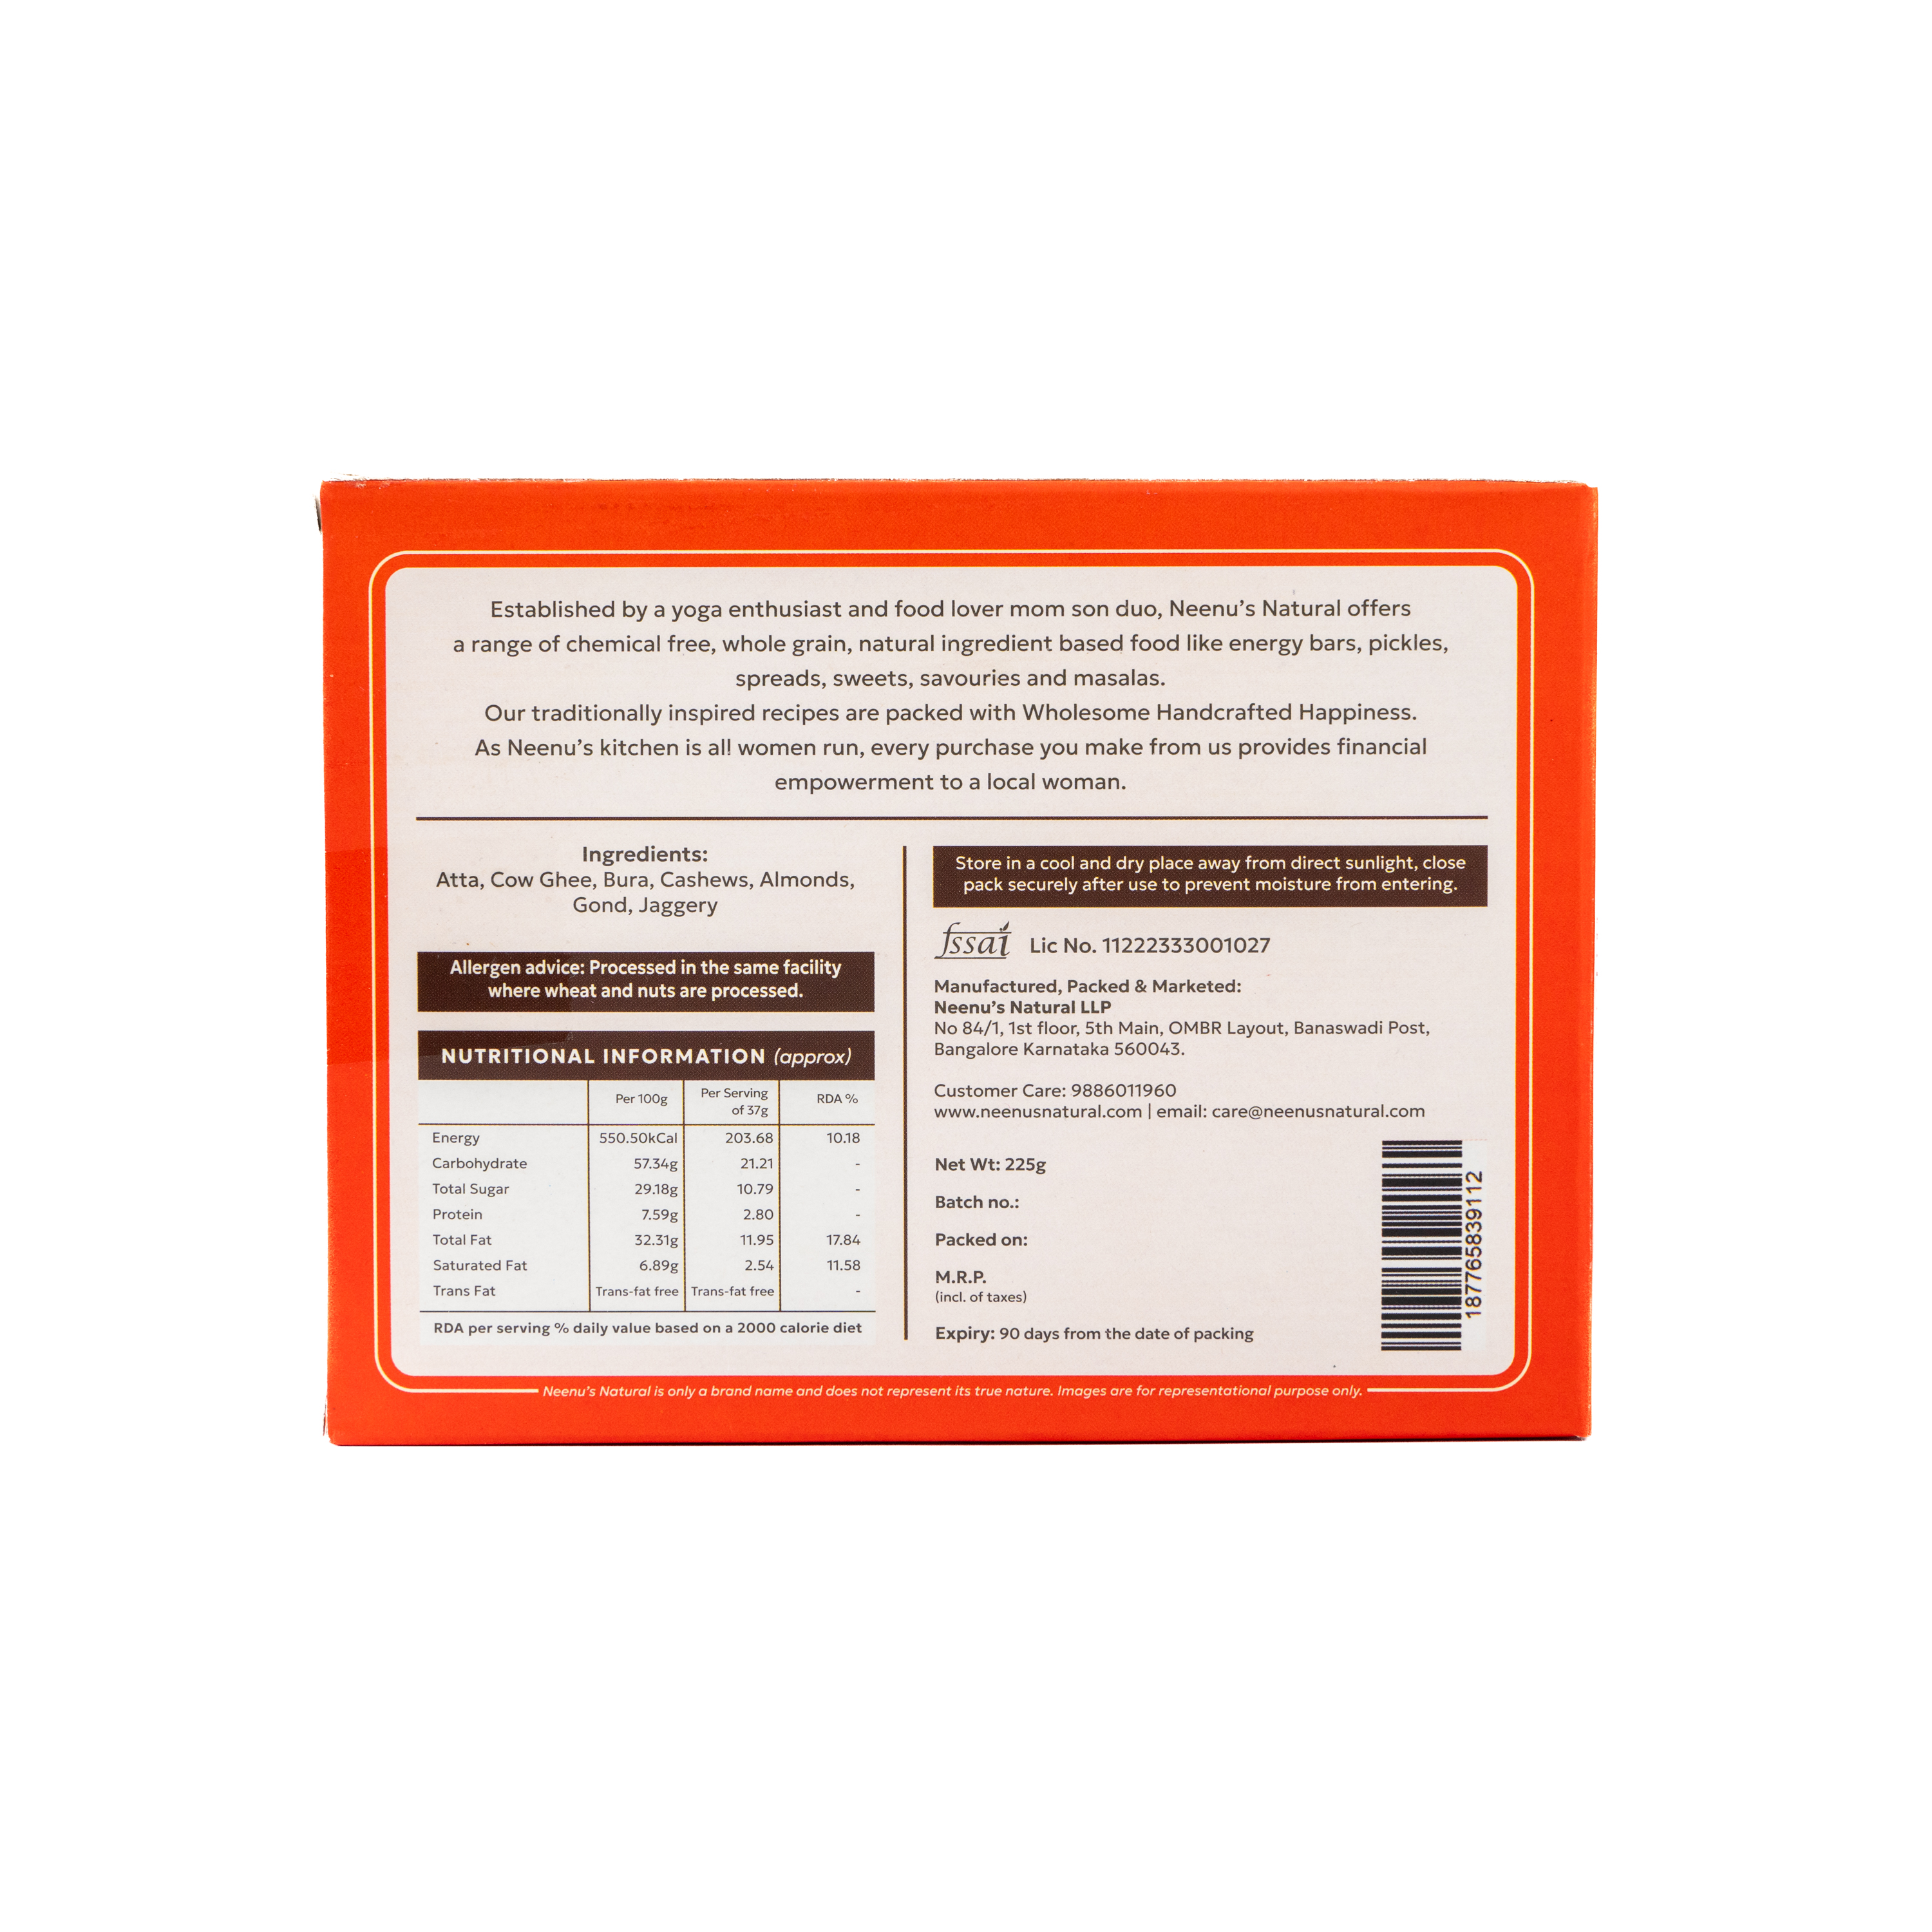 Established by a yoga enthusiast and food lover mom son duo, Neenu's Natural offers
a range of chemical free, whole grain, natural ingredient based food like energy bars, pickles,
spreads, sweets, savouries and masalas.
Our traditionally inspired recipes are packed with Wholesome Handcrafted Happiness.
As Neenu's kitchen is all women run, every purchase you make from us provides financial
empowerment to a local woman.
Ingredients:
Atta, Cow Ghee, Bura, Cashews, Almonds,
Gond, Jaggery
Allergen advice: Processed in the same facility
where wheat and nuts are processed.
NUTRITIONAL INFORMATION (approx)
Per 100g Per Serving of 37g RDA %
Energy 550.50kCal 203.68 10.18
Carbohydrate 57.34g 21.21 -
Total Sugar 29.18g 10.79 -
Protein 7.59g 2.80 -
Total Fat 32.31g 11.95 17.84
Saturated Fat 6.89g 2.54 11.58
Trans Fat Trans-fat free Trans-fat free -
RDA per serving % daily value based on a 2000 calorie diet
Store in a cool and dry place away from direct sunlight, close
pack securely after use to prevent moisture from entering.
fssai Lic No. 11222333001027
Manufactured, Packed & Marketed:
Neenu's Natural LLP
No 84/1, 1st floor, 5th Main, OMBR Layout, Banaswadi Post,
Bangalore Karnataka 560043.
Customer Care: 9886011960
www.neenusnatural.com | email: care@neenusnatural.com
Net Wt: 225g
Batch no.:
Packed on:
M.R.P.
(incl. of taxes)
Expiry: 90 days from the date of packing
187765839112
Neenu's Natural is only a brand name and does not represent its true nature. Images are for representational purpose only.